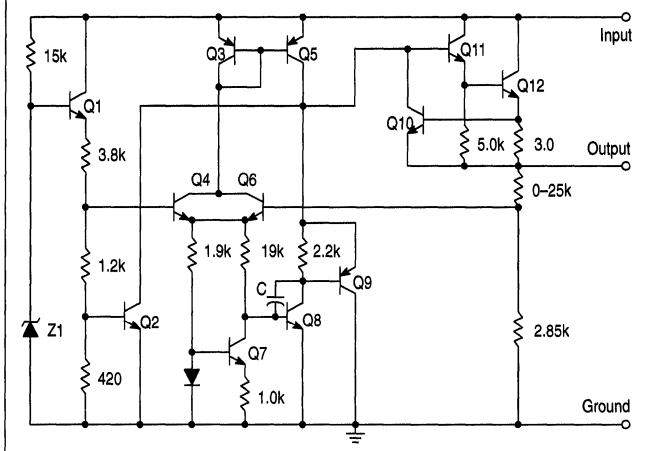 Input
Q3
Q5
Q11
15k
Q12
Q1
Q10
5.0k
3.0
Output
3.8k
Q4
Q6
0–25k
1.2k
1.9k
19k
2.2k
C
Q9
Z1
Q2
Q8
2.85k
Q7
420
1.0k
Ground